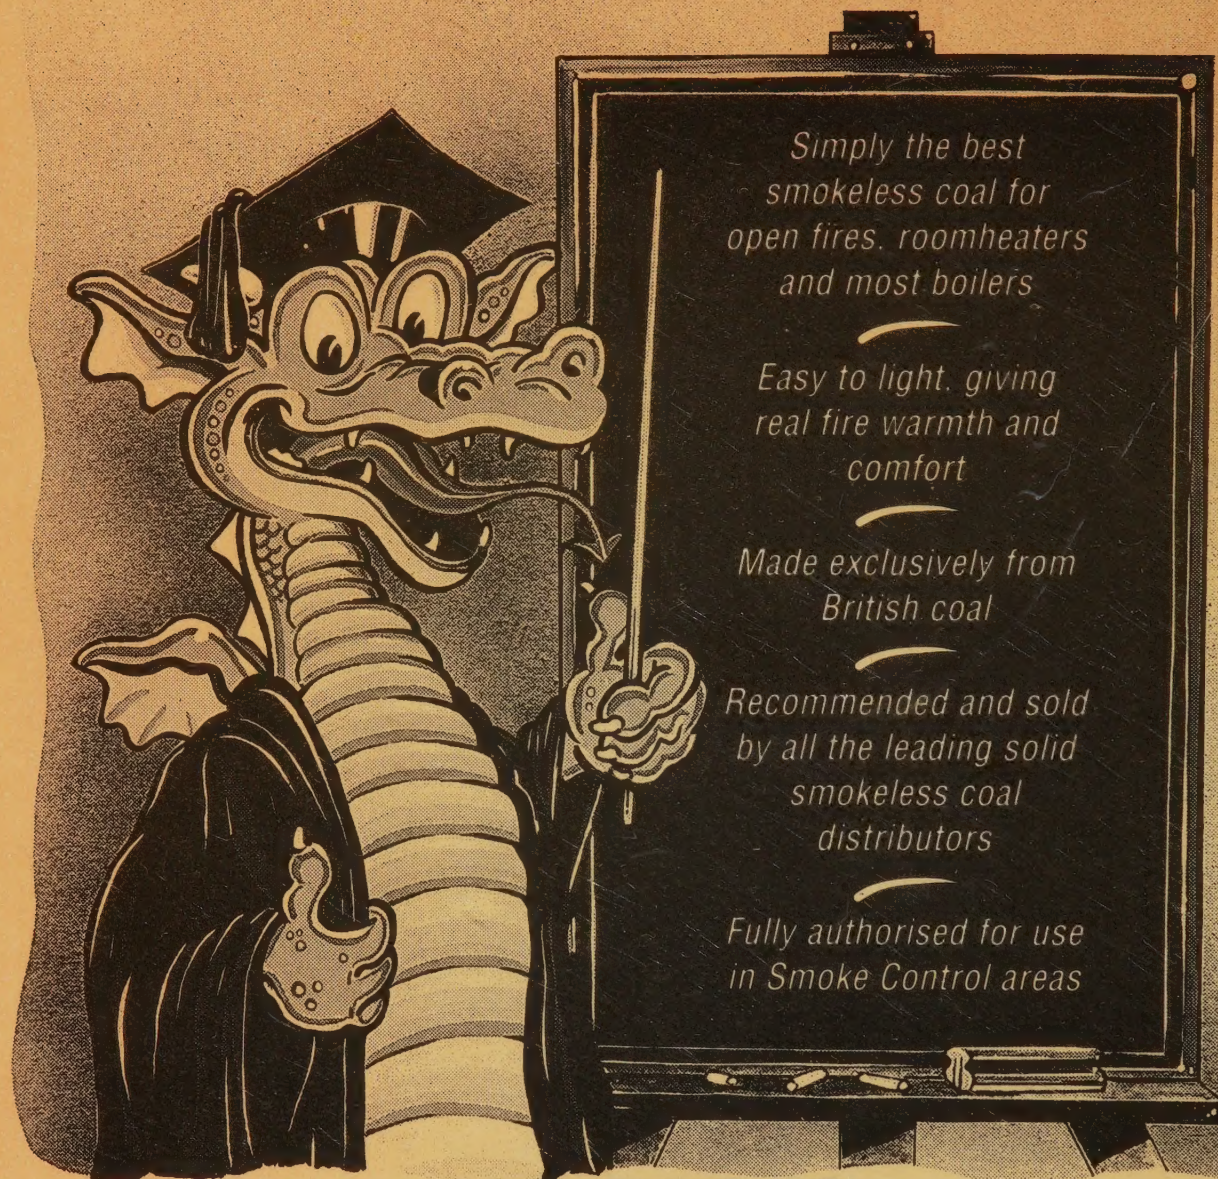 Simply the best
smokeless coal for
open fires. roomheaters
and most boilers
Easy to light. giving
real fire warmth and
comfort
Made exclusively from
British coal
Recommended and sold
by all the leading solid
smokeless coal
distributors
Fully authorised for use
in Smoke Control areas